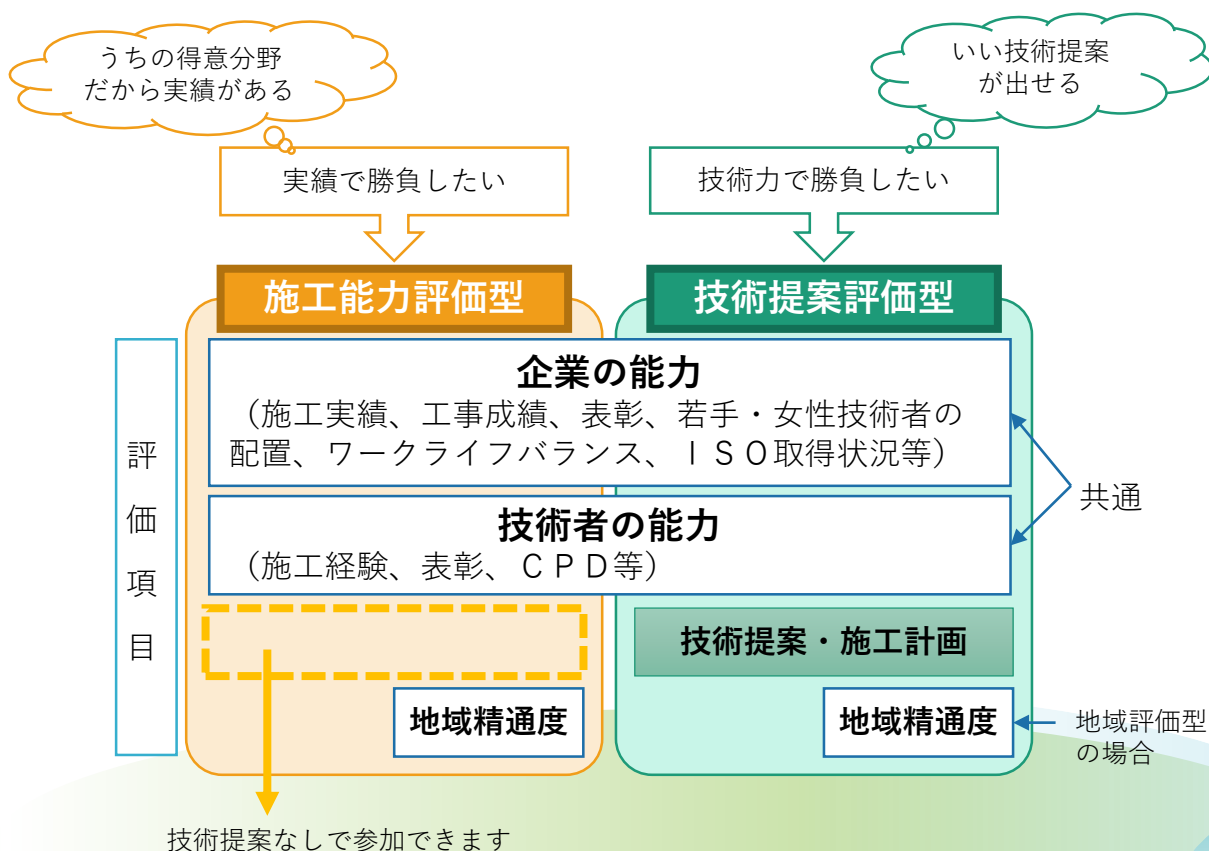 うちの得意分野
だから実績がある
いい技術提案
が出せる
実績で勝負したい
技術力で勝負したい
施工能力評価型
技術提案評価型
評価項目
企業の能力
（施工実績、工事成績、表彰、若手・女性技術者の
配置、ワークライフバランス、ＩＳＯ取得状況等）
共通
技術者の能力
（施工経験、表彰、ＣＰＤ等）
技術提案・施工計画
地域精通度
地域精通度
地域評価型
の場合
技術提案なしで参加できます